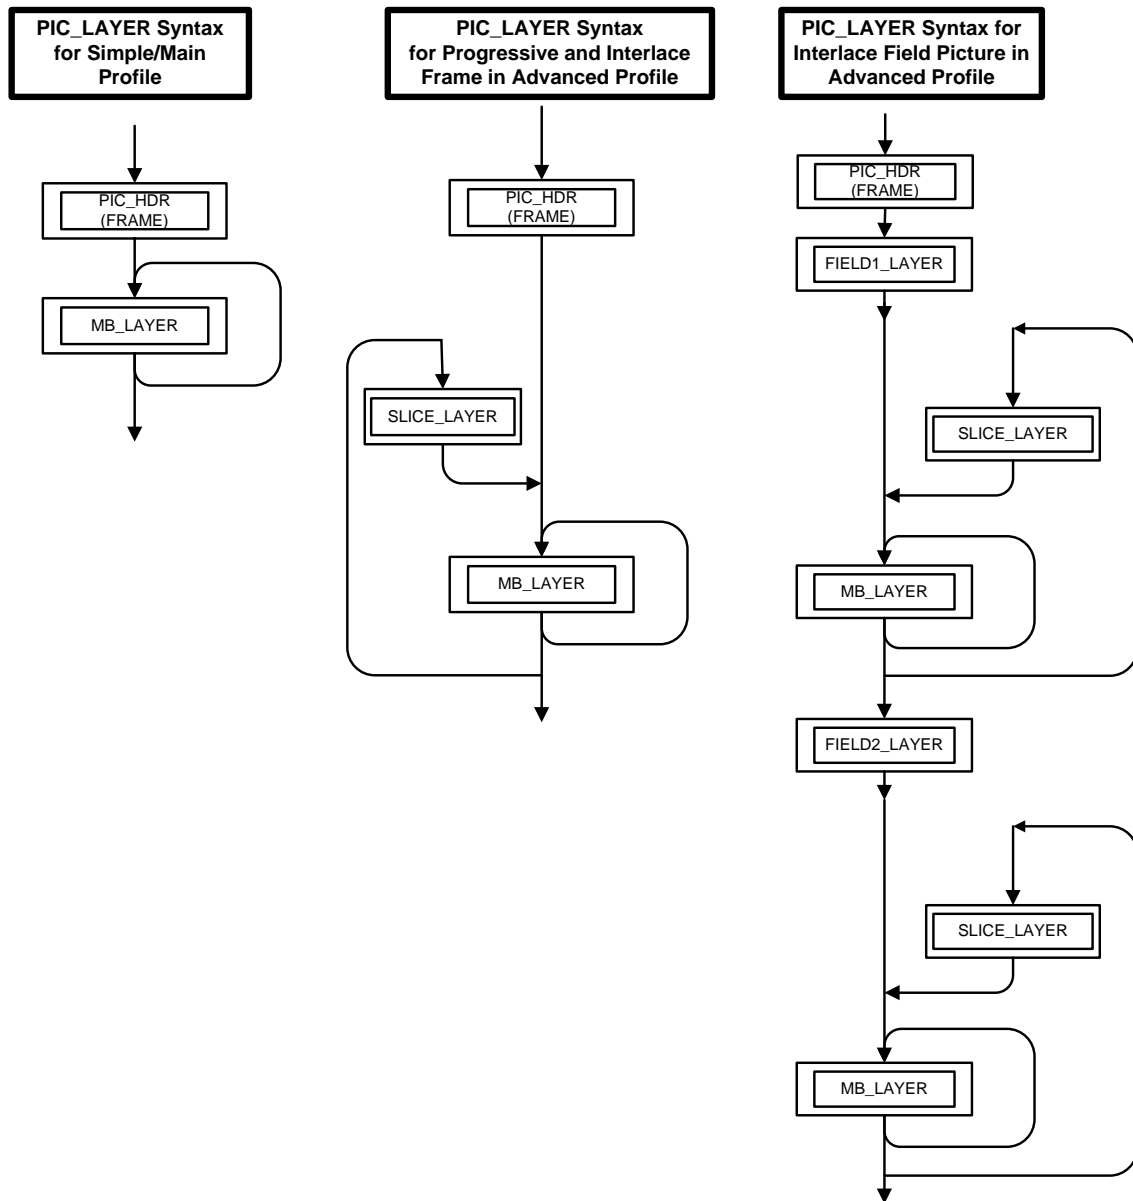 PIC_LAYER Syntax
for Simple/Main
Profile
PIC_HDR
(FRAME)
MB_LAYER
PIC_LAYER Syntax
for Progressive and Interlace
Frame in Advanced Profile
PIC_HDR
(FRAME)
SLICE_LAYER
MB_LAYER
PIC_LAYER Syntax for
Interlace Field Picture in
Advanced Profile
PIC_HDR
(FRAME)
FIELD1_LAYER
SLICE_LAYER
MB_LAYER
FIELD2_LAYER
SLICE_LAYER
MB_LAYER